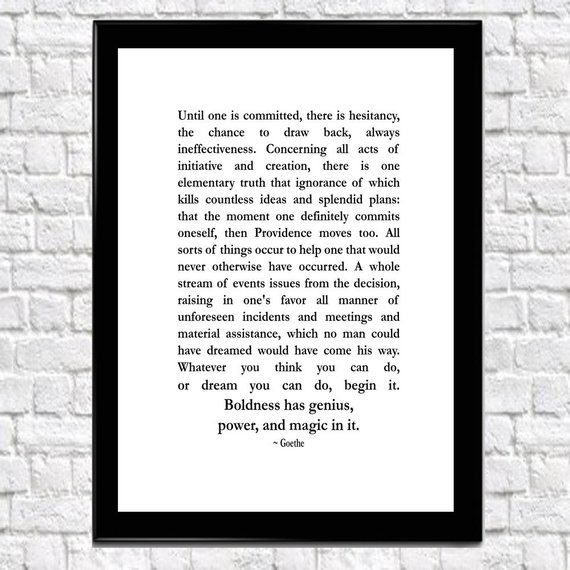 Until one is committed, there is hesitancy,
the chance to draw back, always
ineffectiveness. Concerning all acts of
initiative and creation, there is one
elementary truth that ignorance of which
kills countless ideas and splendid plans:
that the moment one definitely commits
oneself, then Providence moves too. All
sorts of things occur to help one that would
never otherwise have occurred. A whole
stream of events issues from the decision,
raising in one's favor all manner of
unforeseen incidents and meetings and
material assistance, which no man could
have dreamed would have come his way.
Whatever you think you can do,
or dream you can do, begin it.
Boldness has genius,
power, and magic in it.
~ Goethe